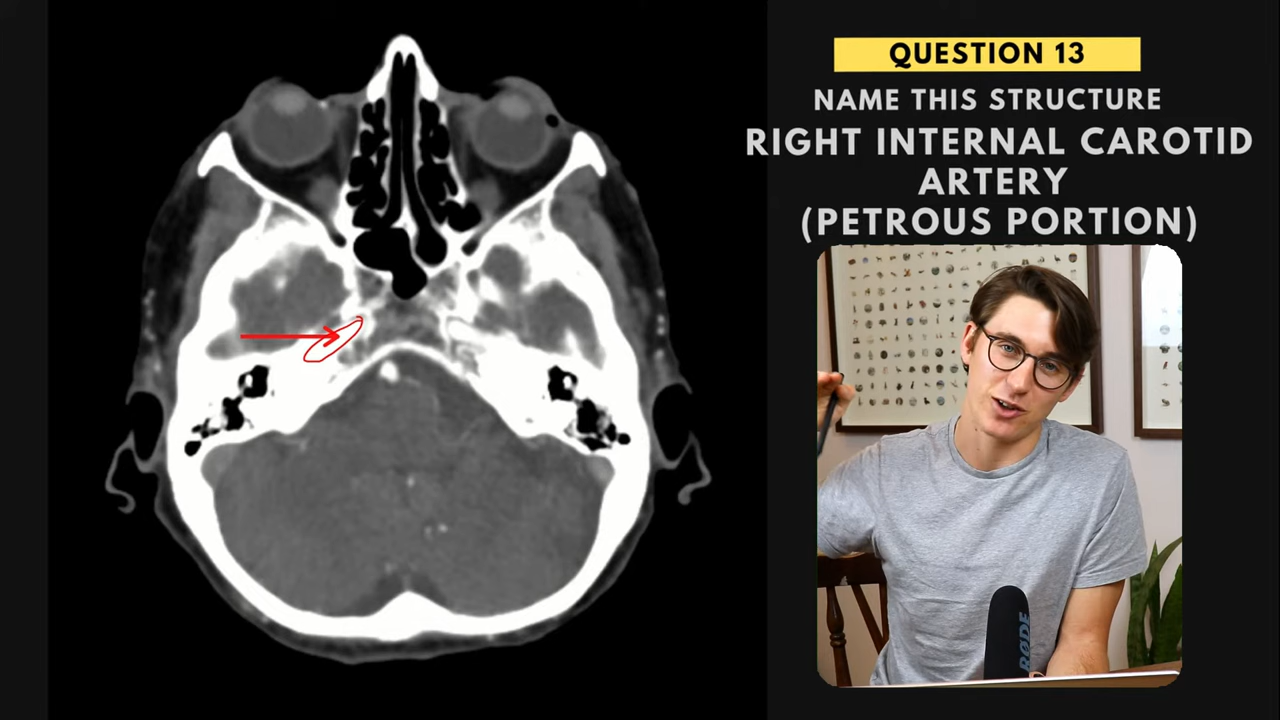 QUESTION 13
NAME THIS STRUCTURE
RIGHT INTERNAL CAROTID
ARTERY
(PETROUS PORTION)
RØDE